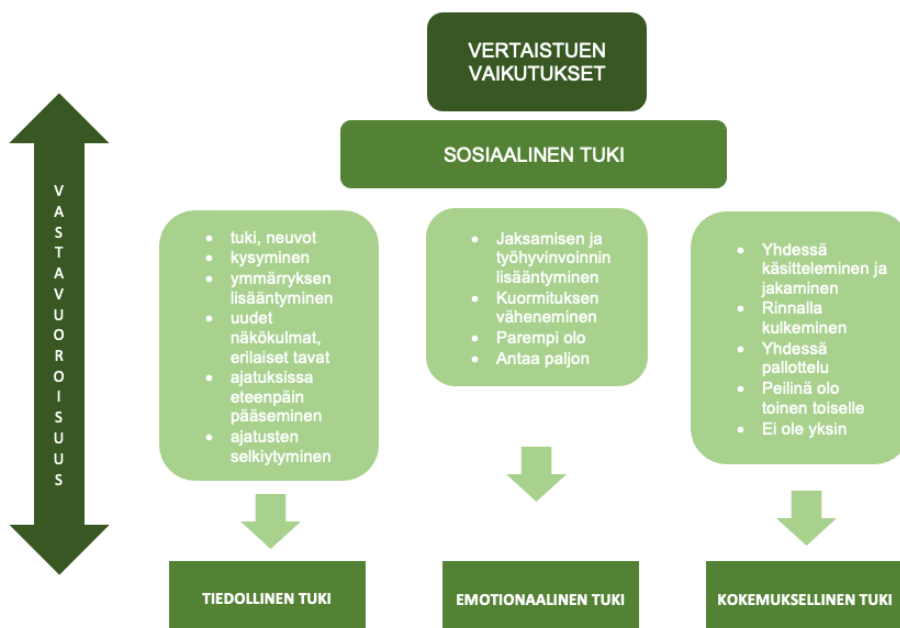 VERTAISTUEN
VAIKUTUKSET
SOSIAALINEN TUKI
VASTAVUOROISUUS
• tuki, neuvot
• kysyminen
• ymmärryksen
lisääntyminen
• uudet
näkökulmat,
erilaiset tavat
• ajatuksissa
eteenpäin
pääseminen
• ajatusten
selkiytyminen
• Jaksamisen ja
työhyvinvoinnin
lisääntyminen
• Kuormituksen
väheneminen
• Parempi olo
• Antaa paljon
• Yhdessä
käsitteleminen ja
jakaminen
• Rinnalla
kulkeminen
• Yhdessä
pallottelu
• Peilinä olo
toinen toiselle
• Ei ole yksin
TIEDOLLINEN TUKI
EMOTIONAALINEN TUKI
KOKEMUKSELLINEN TUKI